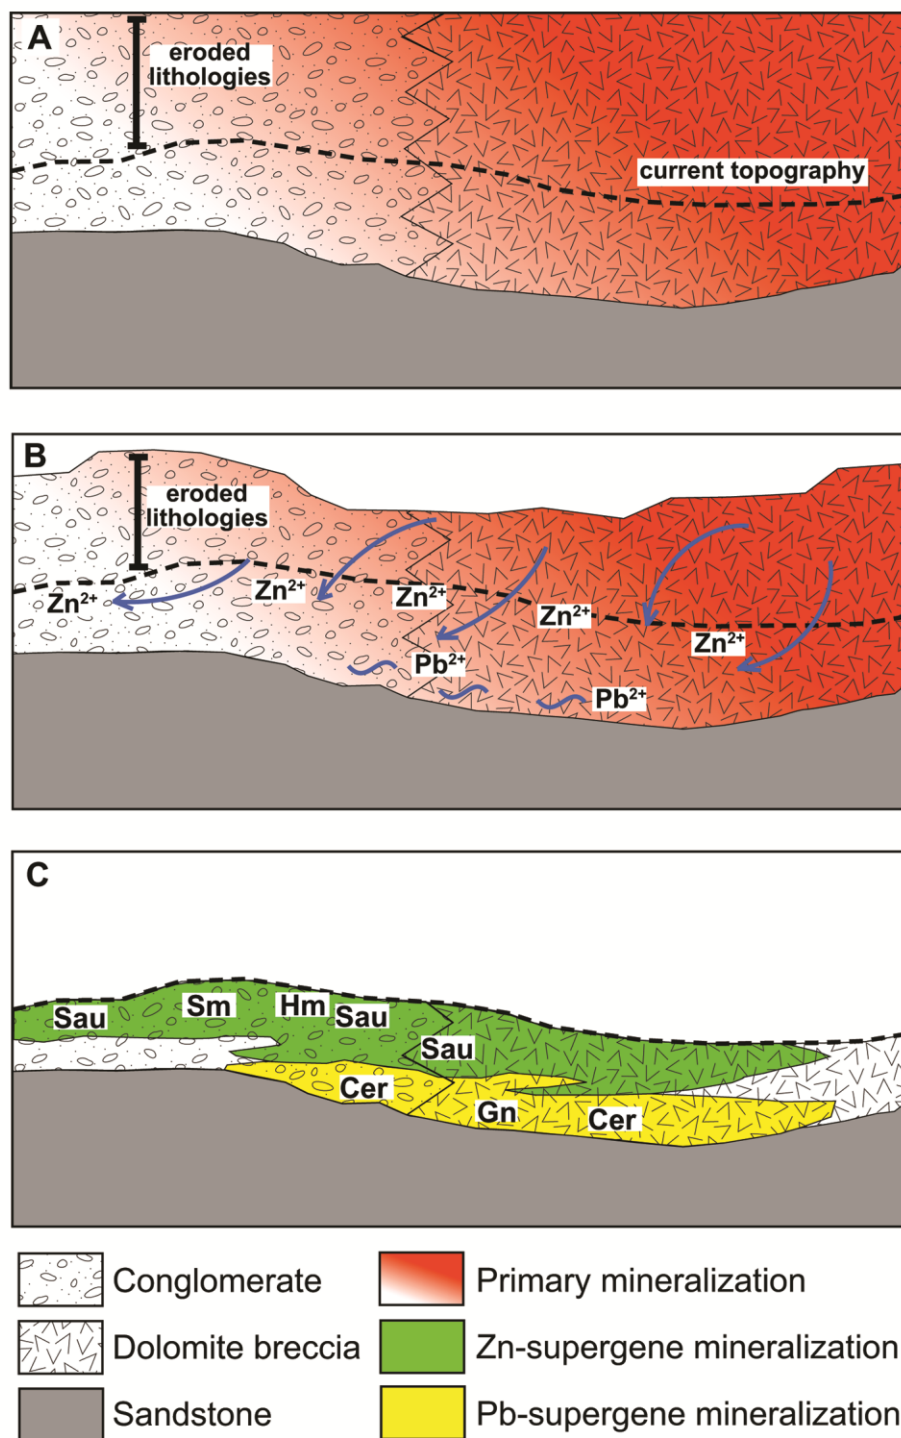 A
eroded
lithologies
current topography
B
eroded
lithologies
Zn²⁺
Zn²⁺
Zn²⁺
Zn²⁺
Zn²⁺
Pb²⁺
Pb²⁺
C
Sau
Sm
Hm
Sau
Sau
Cer
Gn
Cer
Conglomerate
Primary mineralization
Dolomite breccia
Zn-supergene mineralization
Sandstone
Pb-supergene mineralization